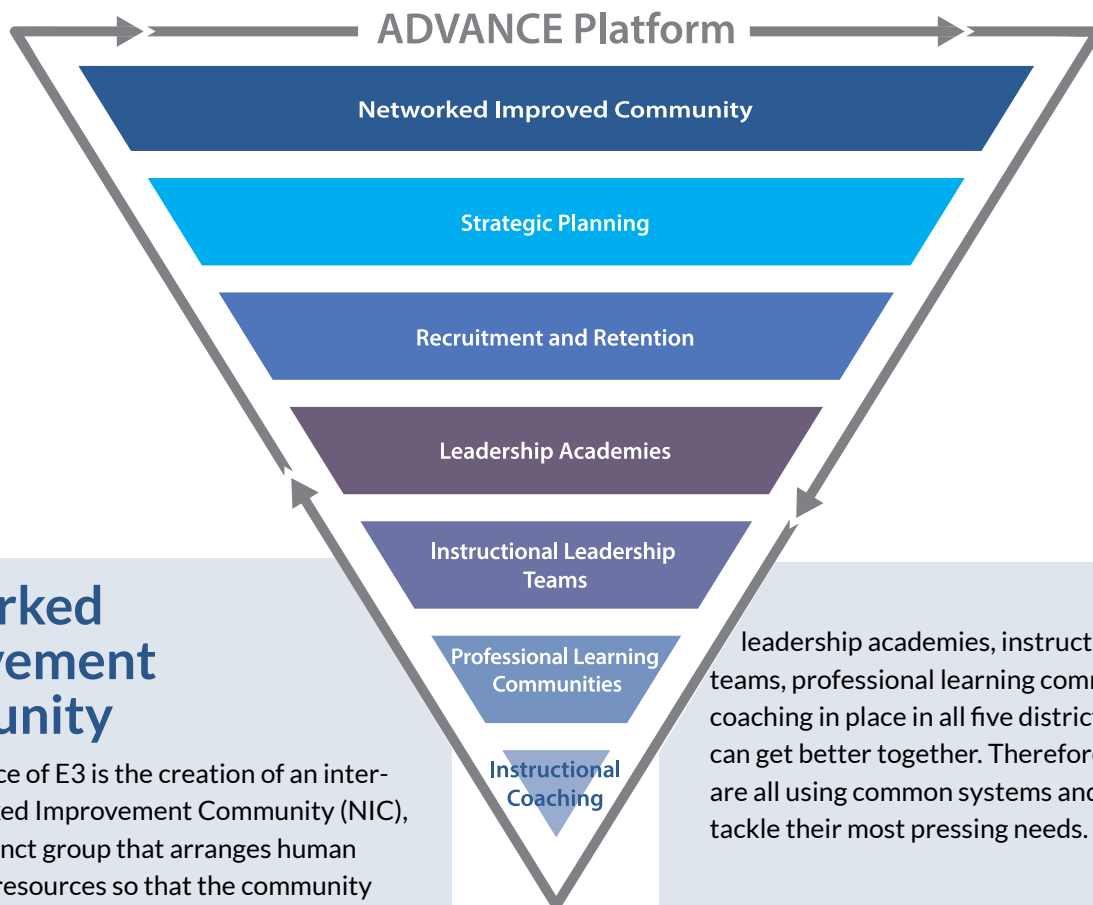 ADVANCE Platform
Networked Improved Community
Strategic Planning
Recruitment and Retention
Leadership Academies
Instructional Leadership
Teams
Professional Learning
Communities
Instructional
Coaching
rked
vement
unity
ce of E3 is the creation of an inter-
ked Improvement Community (NIC),
nct group that arranges human
resources so that the community
leadership academies, instruct
teams, professional learning comm
coaching in place in all five district
can get better together. Therefor
are all using common systems and
tackle their most pressing needs.